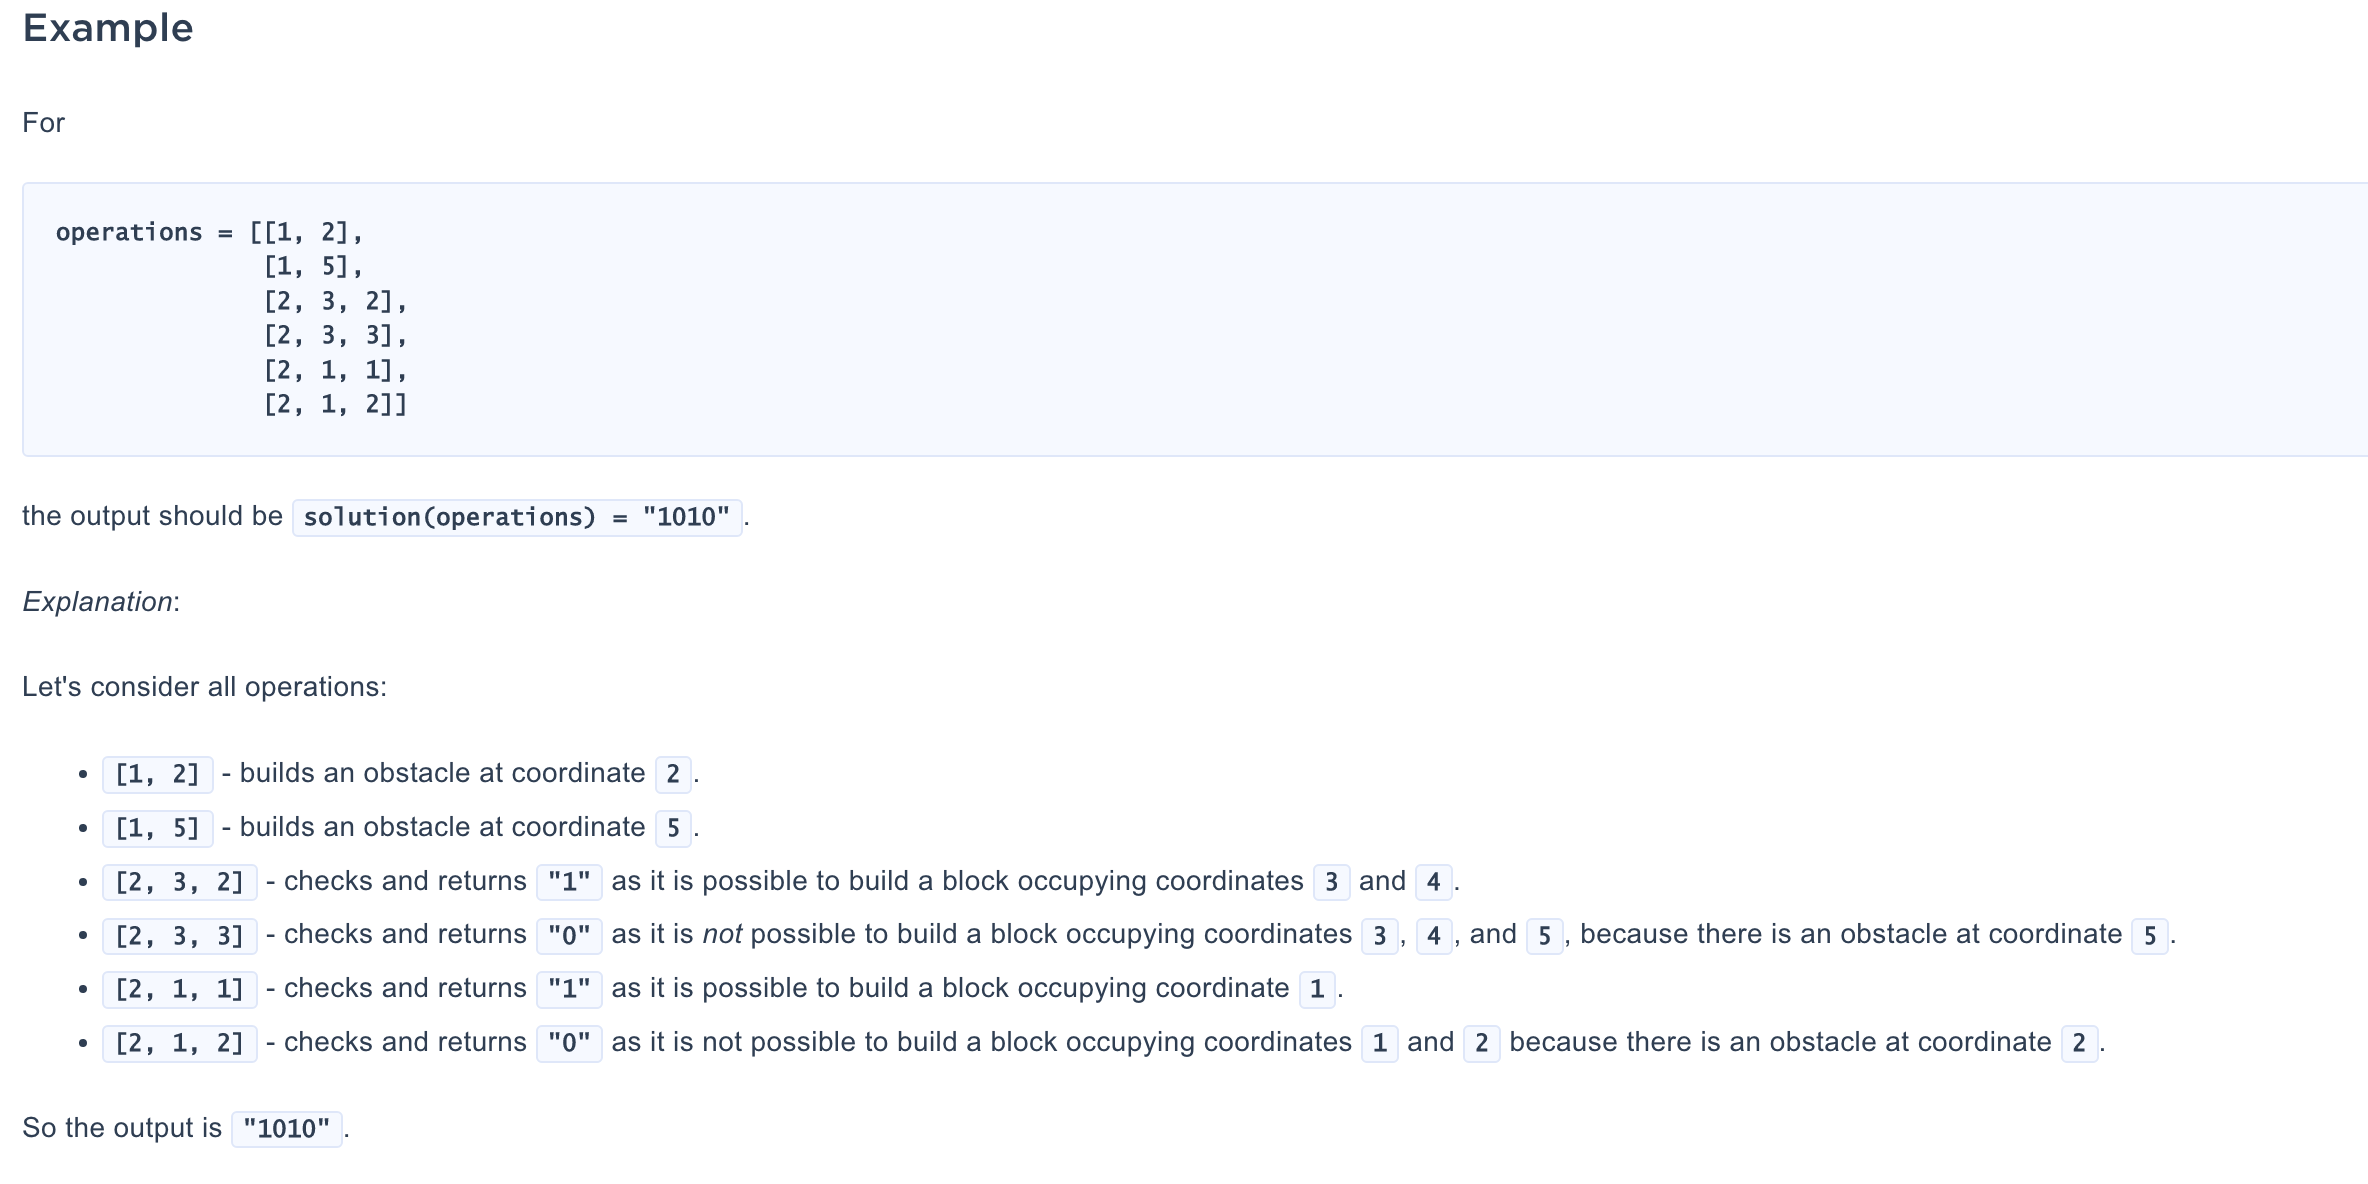 Example
For
operations = [[1, 2],
[1, 5],
[2, 3, 2],
[2, 3, 3],
[2, 1, 1],
[2, 1, 2]]
the output should be solution(operations) = "1010".
Explanation:
Let's consider all operations:
• [1, 2] - builds an obstacle at coordinate 2.
• [1, 5] - builds an obstacle at coordinate 5.
• [2, 3, 2] - checks and returns "1" as it is possible to build a block occupying coordinates 3 and 4.
• [2, 3, 3] - checks and returns "0" as it is not possible to build a block occupying coordinates 3, 4, and 5, because there is an obstacle at coordinate 5.
• [2, 1, 1] - checks and returns "1" as it is possible to build a block occupying coordinate 1.
• [2, 1, 2] - checks and returns "0" as it is not possible to build a block occupying coordinates 1 and 2 because there is an obstacle at coordinate 2.
So the output is "1010".